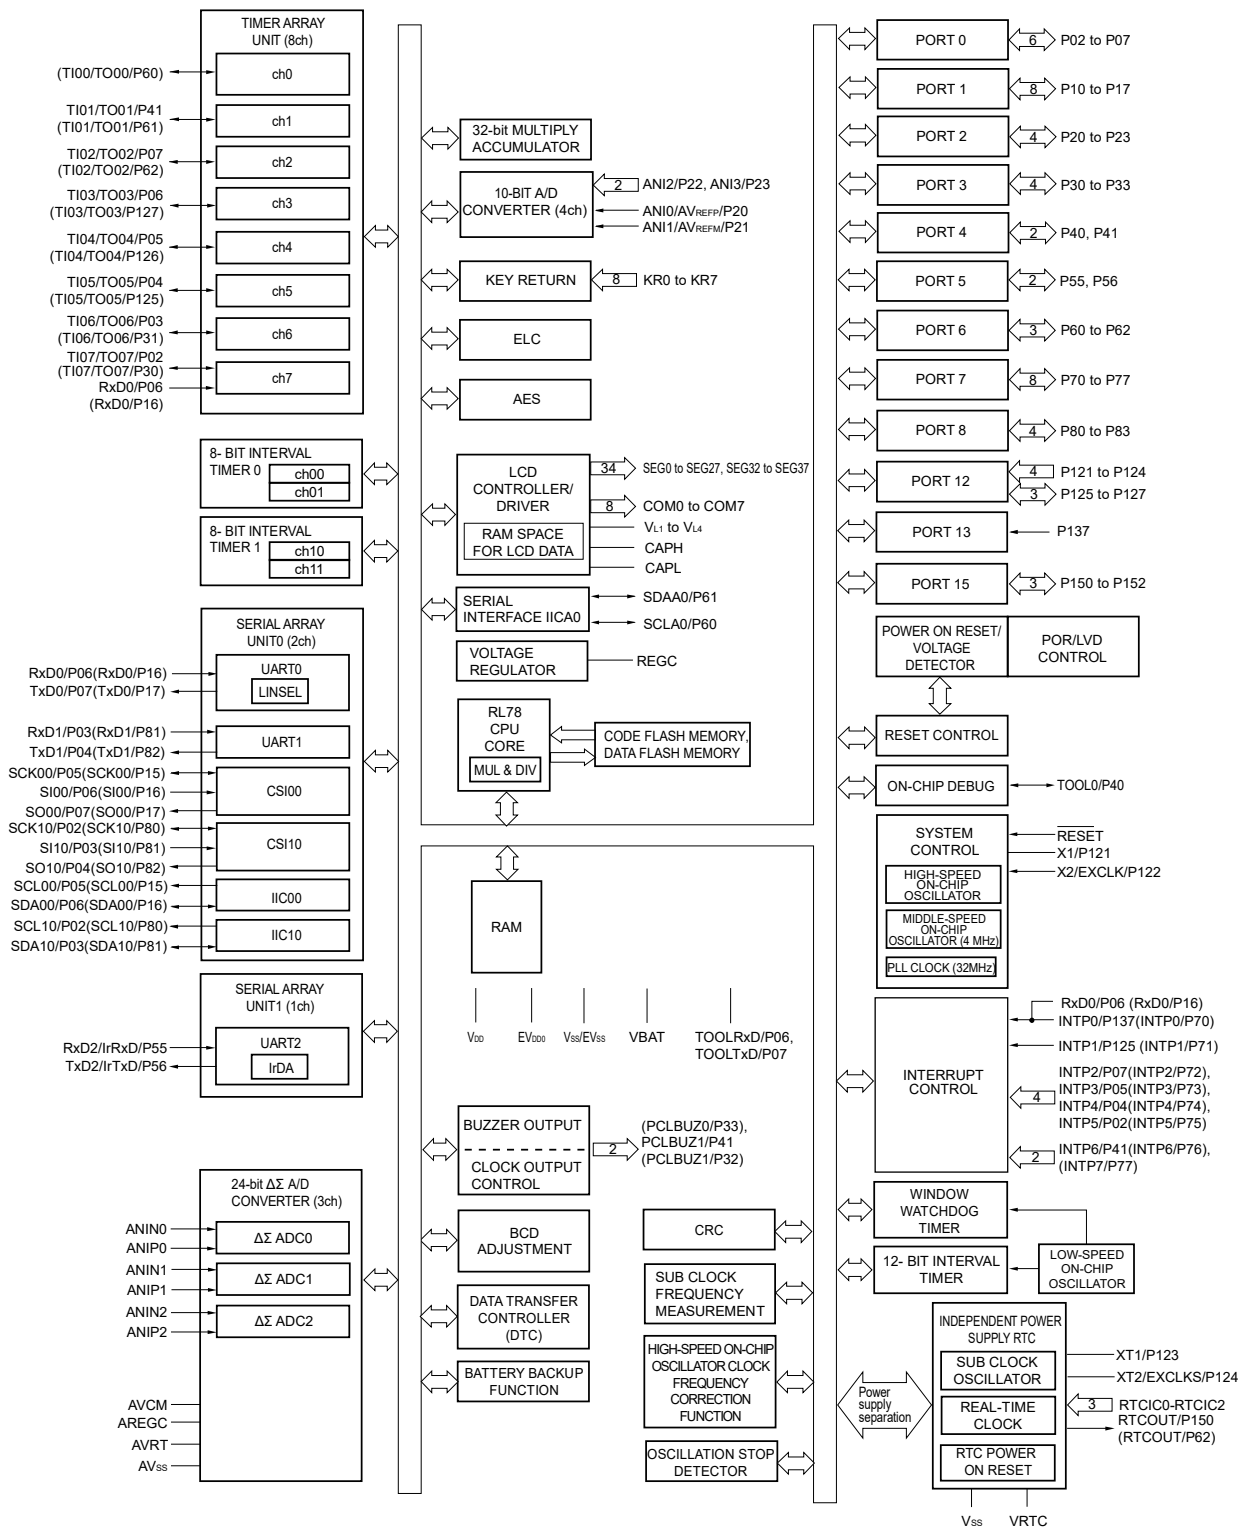 TIMER ARRAY
UNIT (8ch)
(TI00/TO00/P60)
ch0
TI01/TO01/P41
(TI01/TO01/P61)
ch1
TI02/TO02/P07
(TI02/TO02/P62)
ch2
TI03/TO03/P06
(TI03/TO03/P127)
ch3
TI04/TO04/P05
(TI04/TO04/P126)
ch4
TI05/TO05/P04
(TI05/TO05/P125)
ch5
TI06/TO06/P03
(TI06/TO06/P31)
ch6
TI07/TO07/P02
(TI07/TO07/P30)
RxD0/P06
(RxD0/P16)
ch7
8- BIT INTERVAL
TIMER 0
ch00
ch01
8- BIT INTERVAL
TIMER 1
ch10
ch11
SERIAL ARRAY
UNIT0 (2ch)
RxD0/P06(RxD0/P16)
TxD0/P07(TxD0/P17)
UART0
LINSEL
RxD1/P03(RxD1/P81)
TxD1/P04(TxD1/P82)
UART1
SCK00/P05(SCK00/P15)
SI00/P06(SI00/P16)
SO00/P07(SO00/P17)
CSI00
SCK10/P02(SCK10/P80)
SI10/P03(SI10/P81)
SO10/P04(SO10/P82)
CSI10
SCL00/P05(SCL00/P15)
SDA00/P06(SDA00/P16)
IIC00
SCL10/P02(SCL10/P80)
SDA10/P03(SDA10/P81)
IIC10
SERIAL ARRAY
UNIT1 (1ch)
RxD2/IrRxD/P55
TxD2/IrTxD/P56
UART2
IrDA
24-bit ΔΣ A/D
CONVERTER (3ch)
ANIN0
ANIP0
ΔΣ ADC0
ANIN1
ANIP1
ΔΣ ADC1
ANIN2
ANIP2
ΔΣ ADC2
AVCM
AREGC
AVRT
AVss
32-bit MULTIPLY
ACCUMULATOR
10-BIT A/D
CONVERTER (4ch)
2
ANI2/P22, ANI3/P23
ANI0/AVREFP/P20
ANI1/AVREFM/P21
KEY RETURN
8
KR0 to KR7
ELC
AES
LCD
CONTROLLER/
DRIVER
RAM SPACE
FOR LCD DATA
34
SEG0 to SEG27, SEG32 to SEG37
8
COM0 to COM7
VL1 to VL4
CAPH
CAPL
SERIAL
INTERFACE IICA0
SDAA0/P61
SCLA0/P60
VOLTAGE
REGULATOR
REGC
RL78
CPU
CORE
MUL & DIV
CODE FLASH MEMORY,
DATA FLASH MEMORY
RAM
VDD
EVDD0
Vss/EVss
VBAT
TOOLRxD/P06,
TOOLTxD/P07
BUZZER OUTPUT
CLOCK OUTPUT
CONTROL
2
(PCLBUZ0/P33),
PCLBUZ1/P41
(PCLBUZ1/P32)
BCD
ADJUSTMENT
DATA TRANSFER
CONTROLLER
(DTC)
BATTERY BACKUP
FUNCTION
CRC
SUB CLOCK
FREQUENCY
MEASUREMENT
HIGH-SPEED ON-CHIP
OSCILLATOR CLOCK
FREQUENCY
CORRECTION
FUNCTION
OSCILLATION STOP
DETECTOR
PORT 0
6
P02 to P07
PORT 1
8
P10 to P17
PORT 2
4
P20 to P23
PORT 3
4
P30 to P33
PORT 4
2
P40, P41
PORT 5
2
P55, P56
PORT 6
3
P60 to P62
PORT 7
8
P70 to P77
PORT 8
4
P80 to P83
PORT 12
4
P121 to P124
3
P125 to P127
PORT 13
P137
PORT 15
3
P150 to P152
POWER ON RESET/
VOLTAGE
DETECTOR
POR/LVD
CONTROL
RESET CONTROL
ON-CHIP DEBUG
TOOL0/P40
SYSTEM
CONTROL
HIGH-SPEED
ON-CHIP
OSCILLATOR
MIDDLE-SPEED
ON-CHIP
OSCILLATOR (4 MHz)
PLL CLOCK (32MHz)
RESET
X1/P121
X2/EXCLK/P122
INTERRUPT
CONTROL
RxD0/P06 (RxD0/P16)
INTP0/P137(INTP0/P70)
INTP1/P125 (INTP1/P71)
4
INTP2/P07(INTP2/P72),
INTP3/P05(INTP3/P73),
INTP4/P04(INTP4/P74),
INTP5/P02(INTP5/P75)
2
INTP6/P41(INTP6/P76),
(INTP7/P77)
WINDOW
WATCHDOG
TIMER
12- BIT INTERVAL
TIMER
LOW-SPEED
ON-CHIP
OSCILLATOR
Power
supply
separation
INDEPENDENT POWER
SUPPLY RTC
SUB CLOCK
OSCILLATOR
REAL-TIME
CLOCK
RTC POWER
ON RESET
XT1/P123
XT2/EXCLKS/P124
3
RTCIC0-RTCIC2
RTCOUT/P150
(RTCOUT/P62)
Vss
VRTC